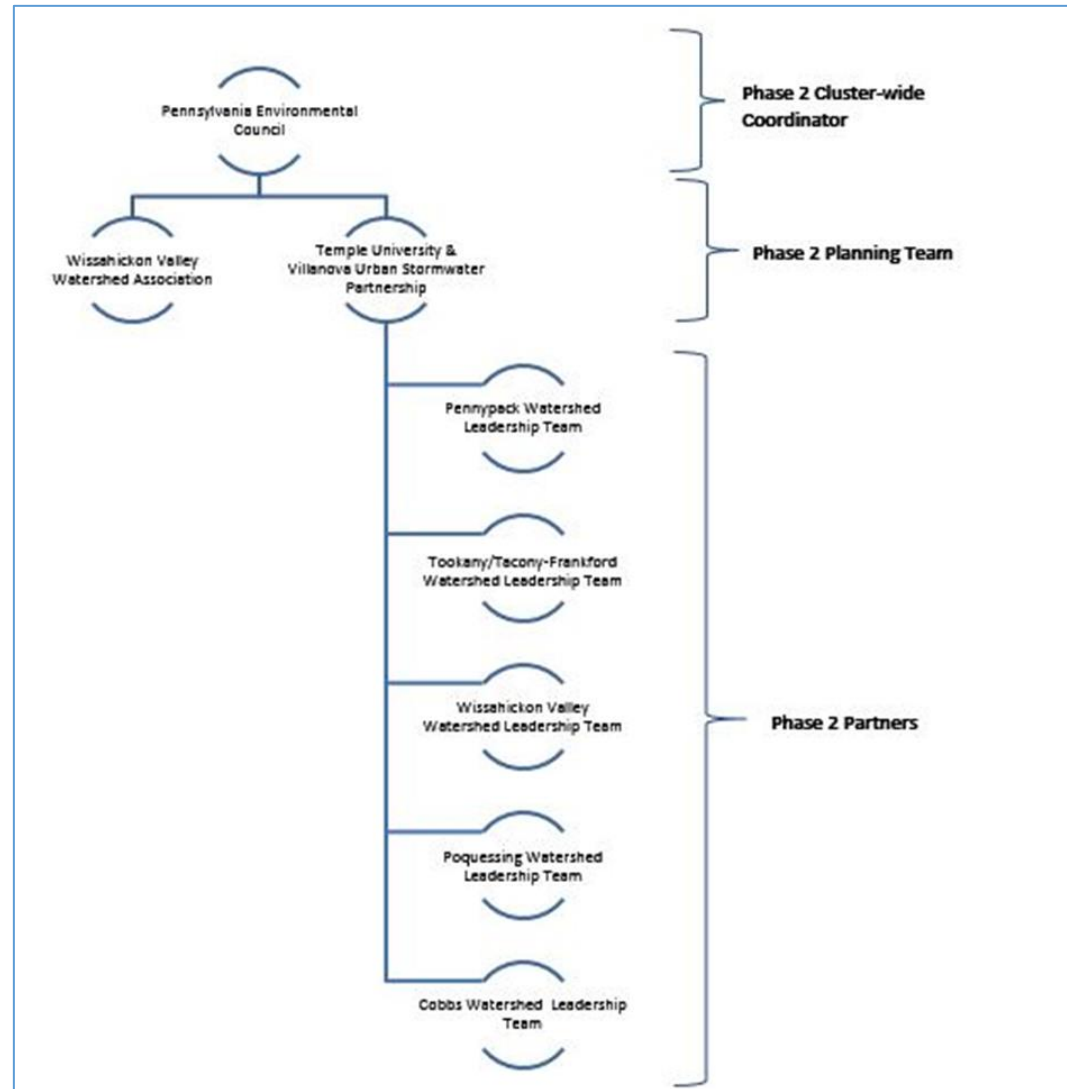 Pennsylvania Environmental
Council
Phase 2 Cluster-wide
Coordinator
Wissahickon Valley
Watershed Association
Temple University &
Villanova Urban Stormwater
Partnership
Phase 2 Planning Team
Pennypack Watershed
Leadership Team
Tookany/Tacony-Frankford
Watershed Leadership Team
Wissahickon Valley
Watershed Leadership Team
Phase 2 Partners
Poquessing Watershed
Leadership Team
Cobbs Watershed Leadership
Team